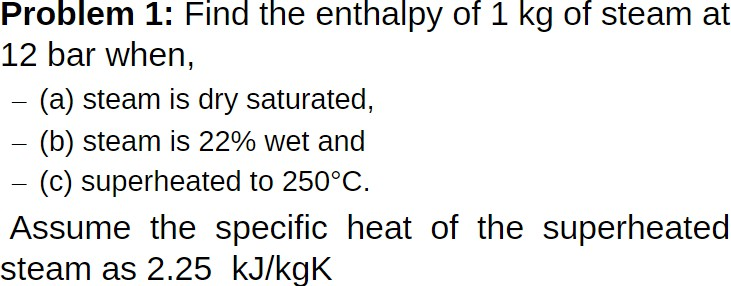 Problem 1: Find the enthalpy of 1 kg of steam at
12 bar when,
– (a) steam is dry saturated,
– (b) steam is 22% wet and
– (c) superheated to 250°C.
Assume the specific heat of the superheated
steam as 2.25 kJ/kgK